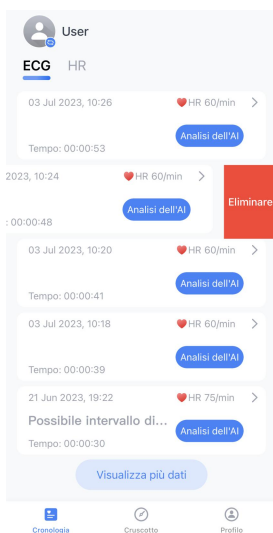 User
ECG HR
03 Jul 2023, 10:26 HR 60/min
Analisi dell'AI
Tempo: 00:00:53
2023, 10:24 HR 60/min
Analisi dell'AI
Eliminare
: 00:00:48
03 Jul 2023, 10:20 HR 60/min
Analisi dell'AI
Tempo: 00:00:41
03 Jul 2023, 10:18 HR 60/min
Analisi dell'AI
Tempo: 00:00:39
21 Jun 2023, 19:22 HR 75/min
Possibile intervallo di...
Analisi dell'AI
Tempo: 00:00:30
Visualizza più dati
Cronologia Cruscotto Profilo